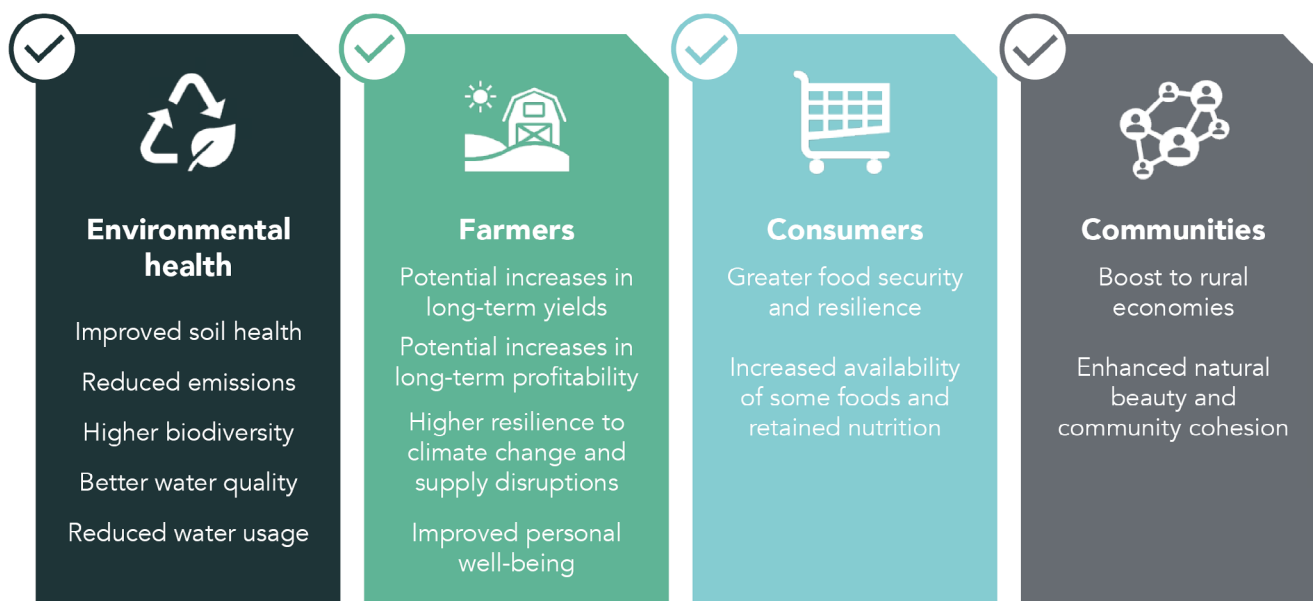 Environmental
health
Improved soil health
Reduced emissions
Higher biodiversity
Better water quality
Reduced water usage
Farmers
Potential increases in
long-term yields
Potential increases in
long-term profitability
Higher resilience to
climate change and
supply disruptions
Improved personal
well-being
Consumers
Greater food security
and resilience
Increased availability
of some foods and
retained nutrition
Communities
Boost to rural
economies
Enhanced natural
beauty and
community cohesion